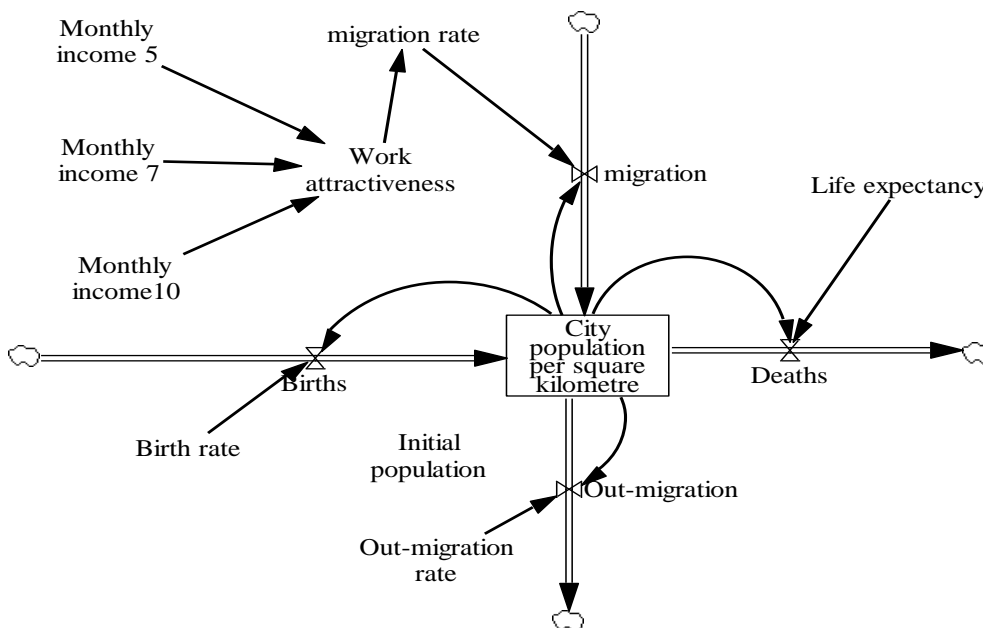 Monthly
income 5
migration rate
Monthly
income 7
Work
attractiveness
migration
Life expectancy
Monthly
income10
City
population
per square
kilometre
Births
Deaths
Birth rate
Initial
population
Out-migration
Out-migration
rate